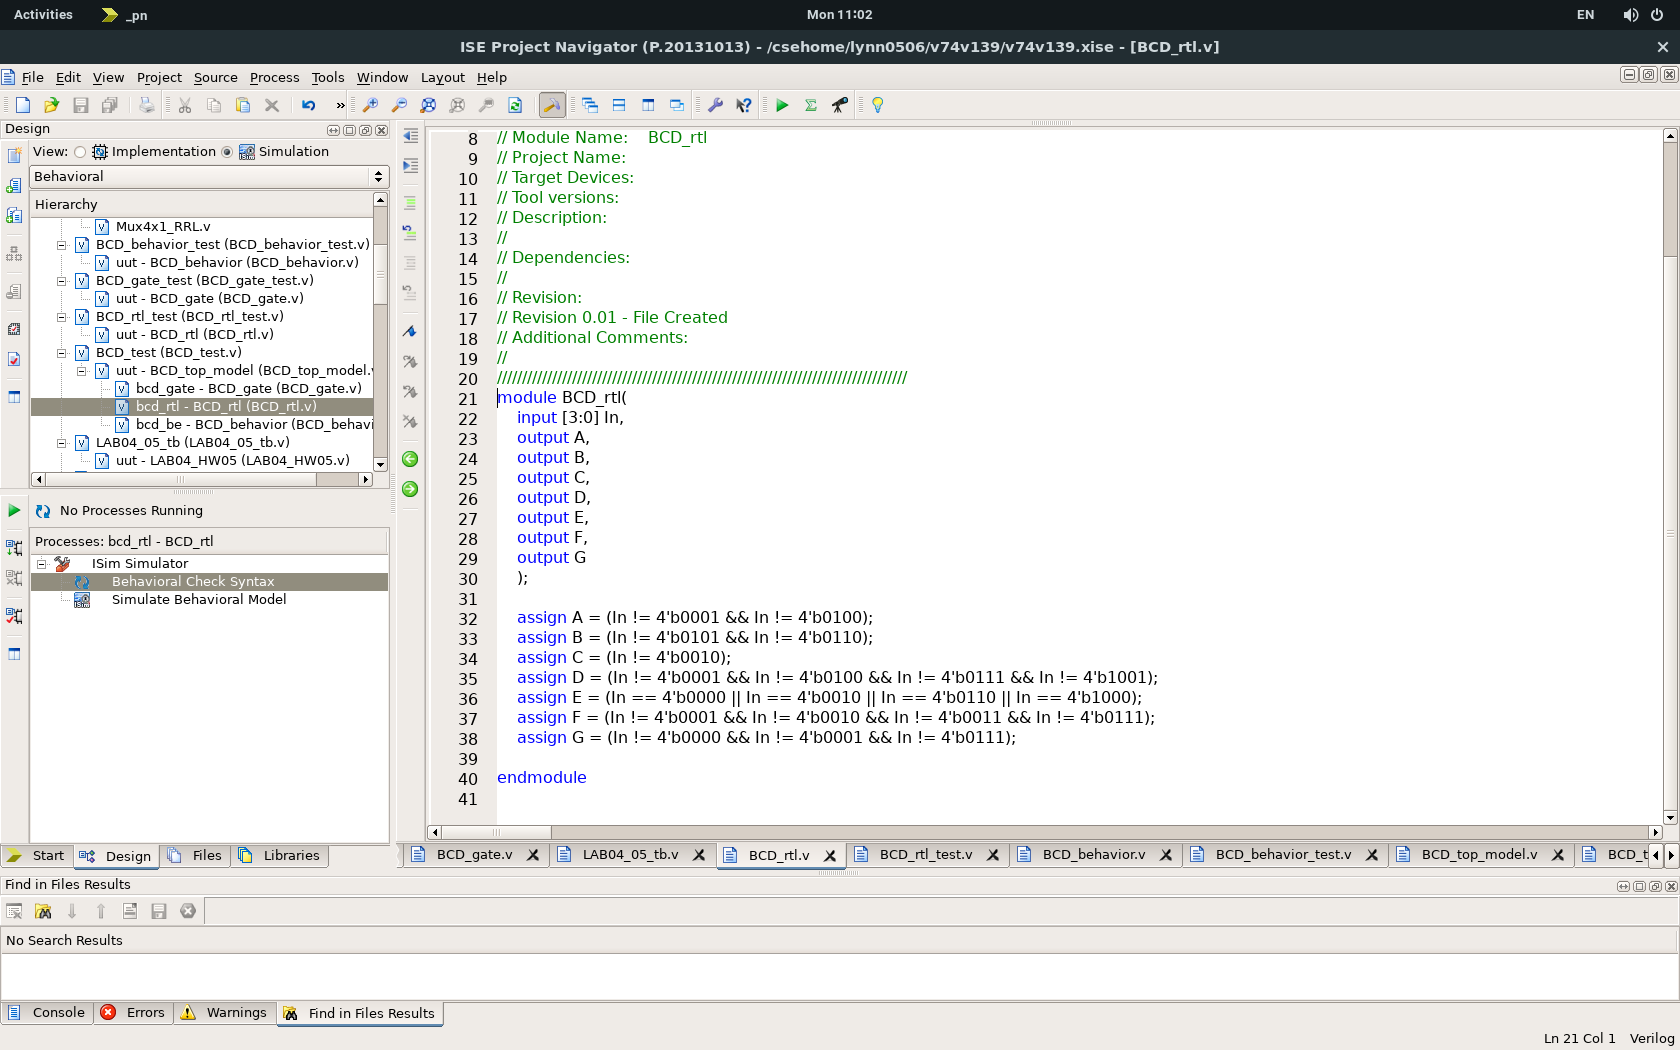 Activities
_pn
Mon 11:02
EN
ISE Project Navigator (P.20131013) - /csehome/lynn0506/v74v139/v74v139.xise - [BCD_rtl.v]
File Edit View Project Source Process Tools Window Layout Help
Design
View: Implementation Simulation
Behavioral
Hierarchy
Mux4x1_RRL.v
BCD_behavior_test (BCD_behavior_test.v)
uut - BCD_behavior (BCD_behavior.v)
BCD_gate_test (BCD_gate_test.v)
uut - BCD_gate (BCD_gate.v)
BCD_rtl_test (BCD_rtl_test.v)
uut - BCD_rtl (BCD_rtl.v)
BCD_test (BCD_test.v)
uut - BCD_top_model (BCD_top_model.v
bcd_gate - BCD_gate (BCD_gate.v)
bcd_rtl - BCD_rtl (BCD_rtl.v)
bcd_be - BCD_behavior (BCD_behavi
LAB04_05_tb (LAB04_05_tb.v)
uut - LAB04_HW05 (LAB04_HW05.v)
No Processes Running
Processes: bcd_rtl - BCD_rtl
ISim Simulator
Behavioral Check Syntax
Simulate Behavioral Model
Start
Design
Files
Libraries
8 // Module Name: BCD_rtl
9 // Project Name:
10 // Target Devices:
11 // Tool versions:
12 // Description:
13 //
14 // Dependencies:
15 //
16 // Revision:
17 // Revision 0.01 - File Created
18 // Additional Comments:
19 //
20 //////////////////////////////////////////////////////////////////////////////////
21 module BCD_rtl(
22 input [3:0] In,
23 output A,
24 output B,
25 output C,
26 output D,
27 output E,
28 output F,
29 output G
30 );
31
32 assign A = (In != 4'b0001 && In != 4'b0100);
33 assign B = (In != 4'b0101 && In != 4'b0110);
34 assign C = (In != 4'b0010);
35 assign D = (In != 4'b0001 && In != 4'b0100 && In != 4'b0111 && In != 4'b1001);
36 assign E = (In == 4'b0000 || In == 4'b0010 || In == 4'b0110 || In == 4'b1000);
37 assign F = (In != 4'b0001 && In != 4'b0010 && In != 4'b0011 && In != 4'b0111);
38 assign G = (In != 4'b0000 && In != 4'b0001 && In != 4'b0111);
39
40 endmodule
41
BCD_gate.v
LAB04_05_tb.v
BCD_rtl.v
BCD_rtl_test.v
BCD_behavior.v
BCD_behavior_test.v
BCD_top_model.v
BCD_t
Find in Files Results
No Search Results
Console
Errors
Warnings
Find in Files Results
Ln 21 Col 1 Verilog